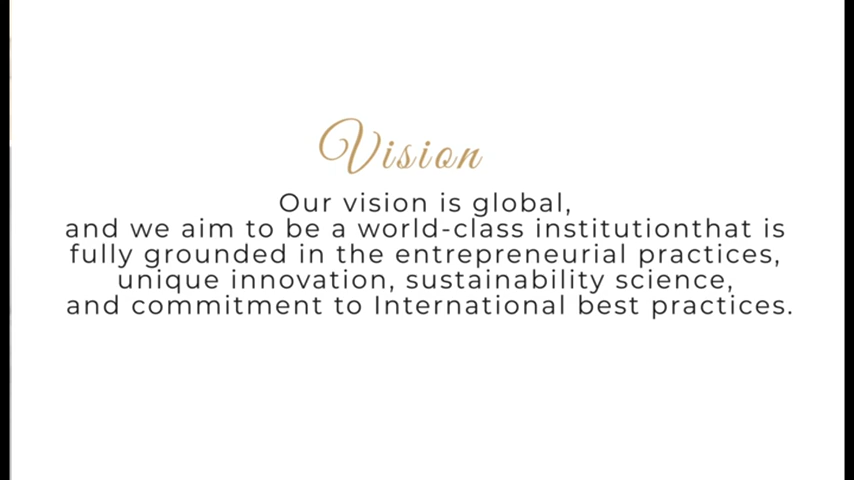 Vision
Our vision is global,
and we aim to be a world-class institutionthat is
fully grounded in the entrepreneurial practices,
unique innovation, sustainability science,
and commitment to International best practices.